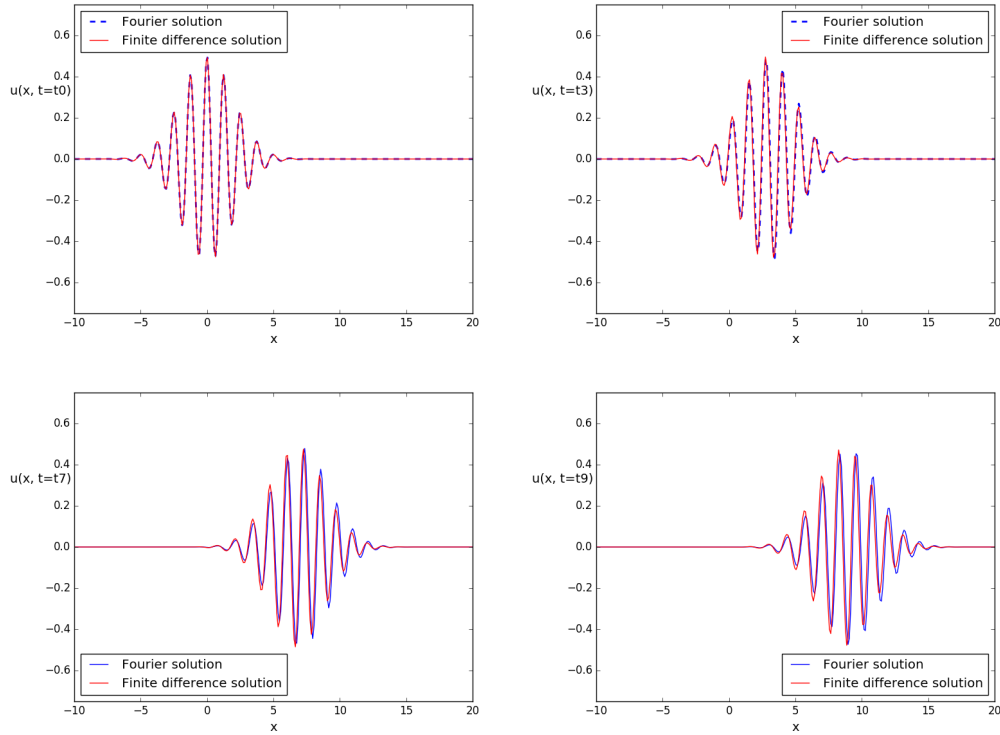 Fourier solution
Finite difference solution
u(x, t=t0)
0.6
0.4
0.2
0.0
−0.2
−0.4
−0.6
−10 −5 0 5 10 15 20
x
Fourier solution
Finite difference solution
u(x, t=t3)
0.6
0.4
0.2
0.0
−0.2
−0.4
−0.6
−10 −5 0 5 10 15 20
x
u(x, t=t7)
0.6
0.4
0.2
0.0
−0.2
−0.4
−0.6
Fourier solution
Finite difference solution
−10 −5 0 5 10 15 20
x
u(x, t=t9)
0.6
0.4
0.2
0.0
−0.2
−0.4
−0.6
Fourier solution
Finite difference solution
−10 −5 0 5 10 15 20
x